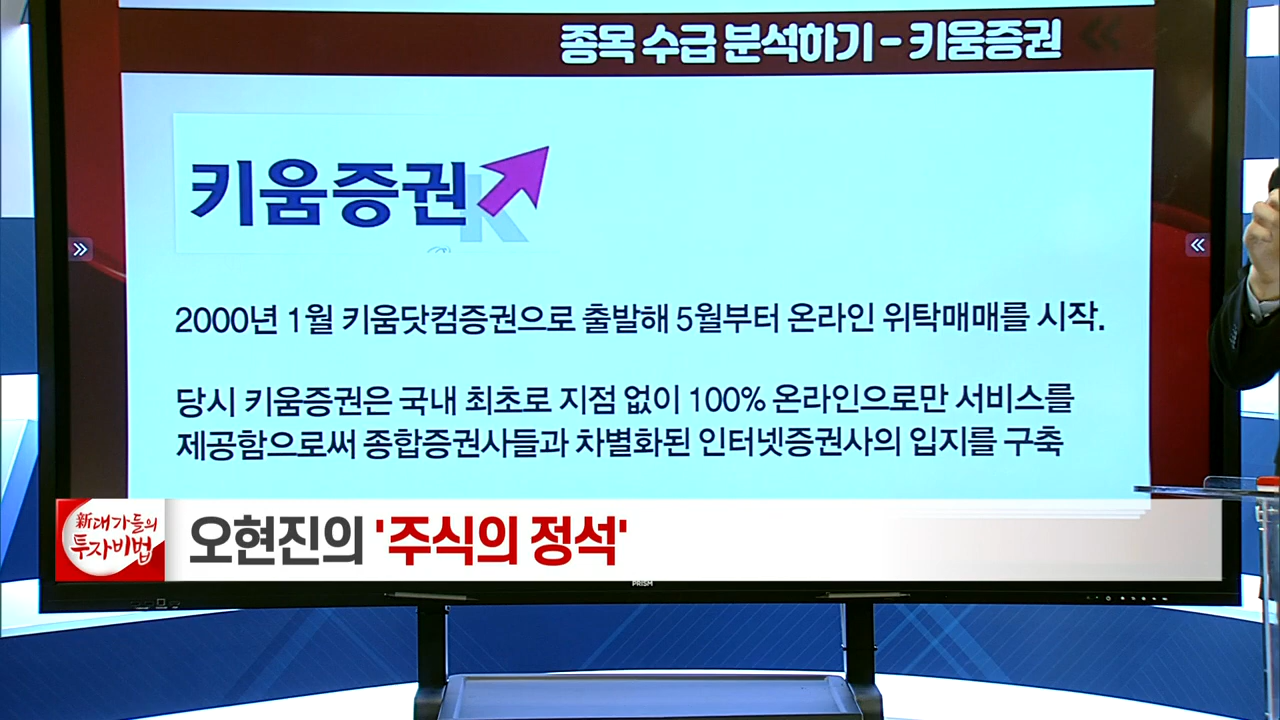 종목 수급 분석하기 - 키움증권
키움증권
2000년 1월 키움닷컴증권으로 출발해 5월부터 온라인 위탁매매를 시작.
당시 키움증권은 국내 최초로 지점 없이 100% 온라인으로만 서비스를
제공함으로써 종합증권사들과 차별화된 인터넷증권사의 입지를 구축
新대가들의
투자비법
오현진의 '주식의 정석'
PRISM